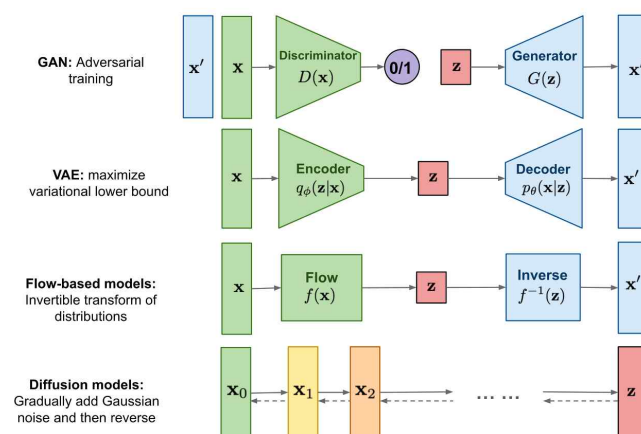 GAN: Adversarial
training
x′
x
Discriminator
D(x)
0/1
z
Generator
G(z)
x′
VAE: maximize
variational lower bound
x
Encoder
qϕ(z|x)
z
Decoder
pθ(x|z)
x′
Flow-based models:
Invertible transform of
distributions
x
Flow
f(x)
z
Inverse
f⁻¹(z)
x′
Diffusion models:
Gradually add Gaussian
noise and then reverse
x₀
x₁
x₂
... ...
z